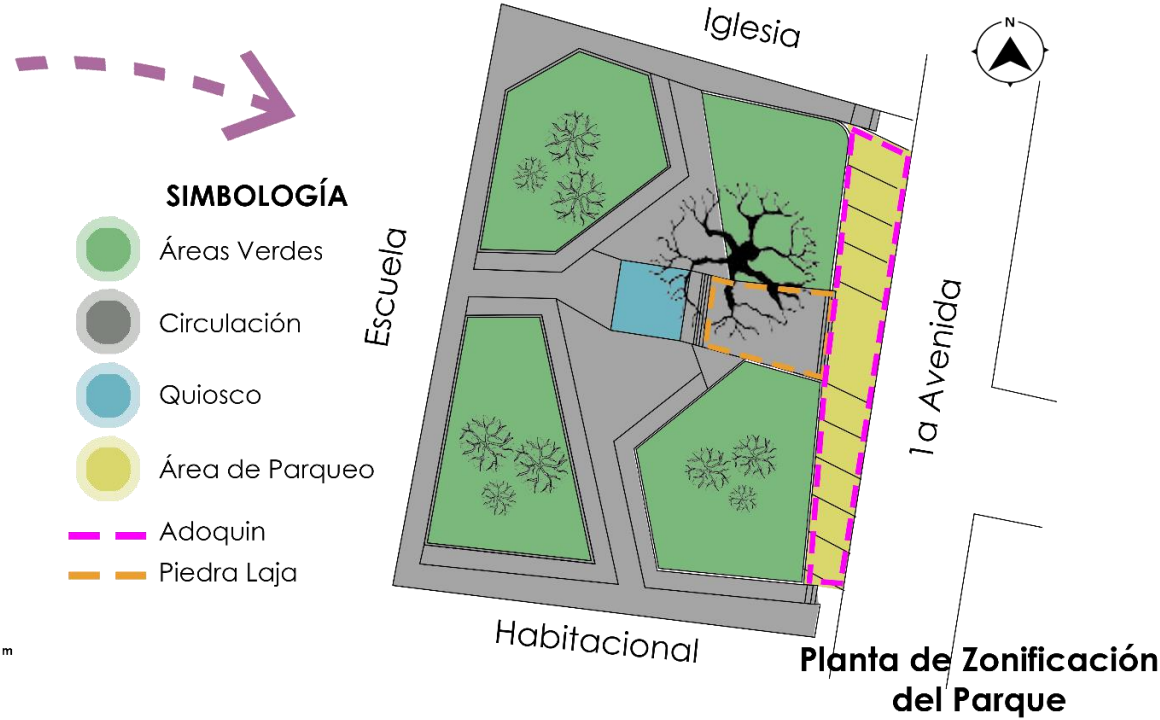 Iglesia
N
SIMBOLOGÍA
Áreas Verdes
Circulación
Quiosco
Área de Parqueo
Adoquin
Piedra Laja
Escuela
1a Avenida
Habitacional
m
Planta de Zonificación
del Parque